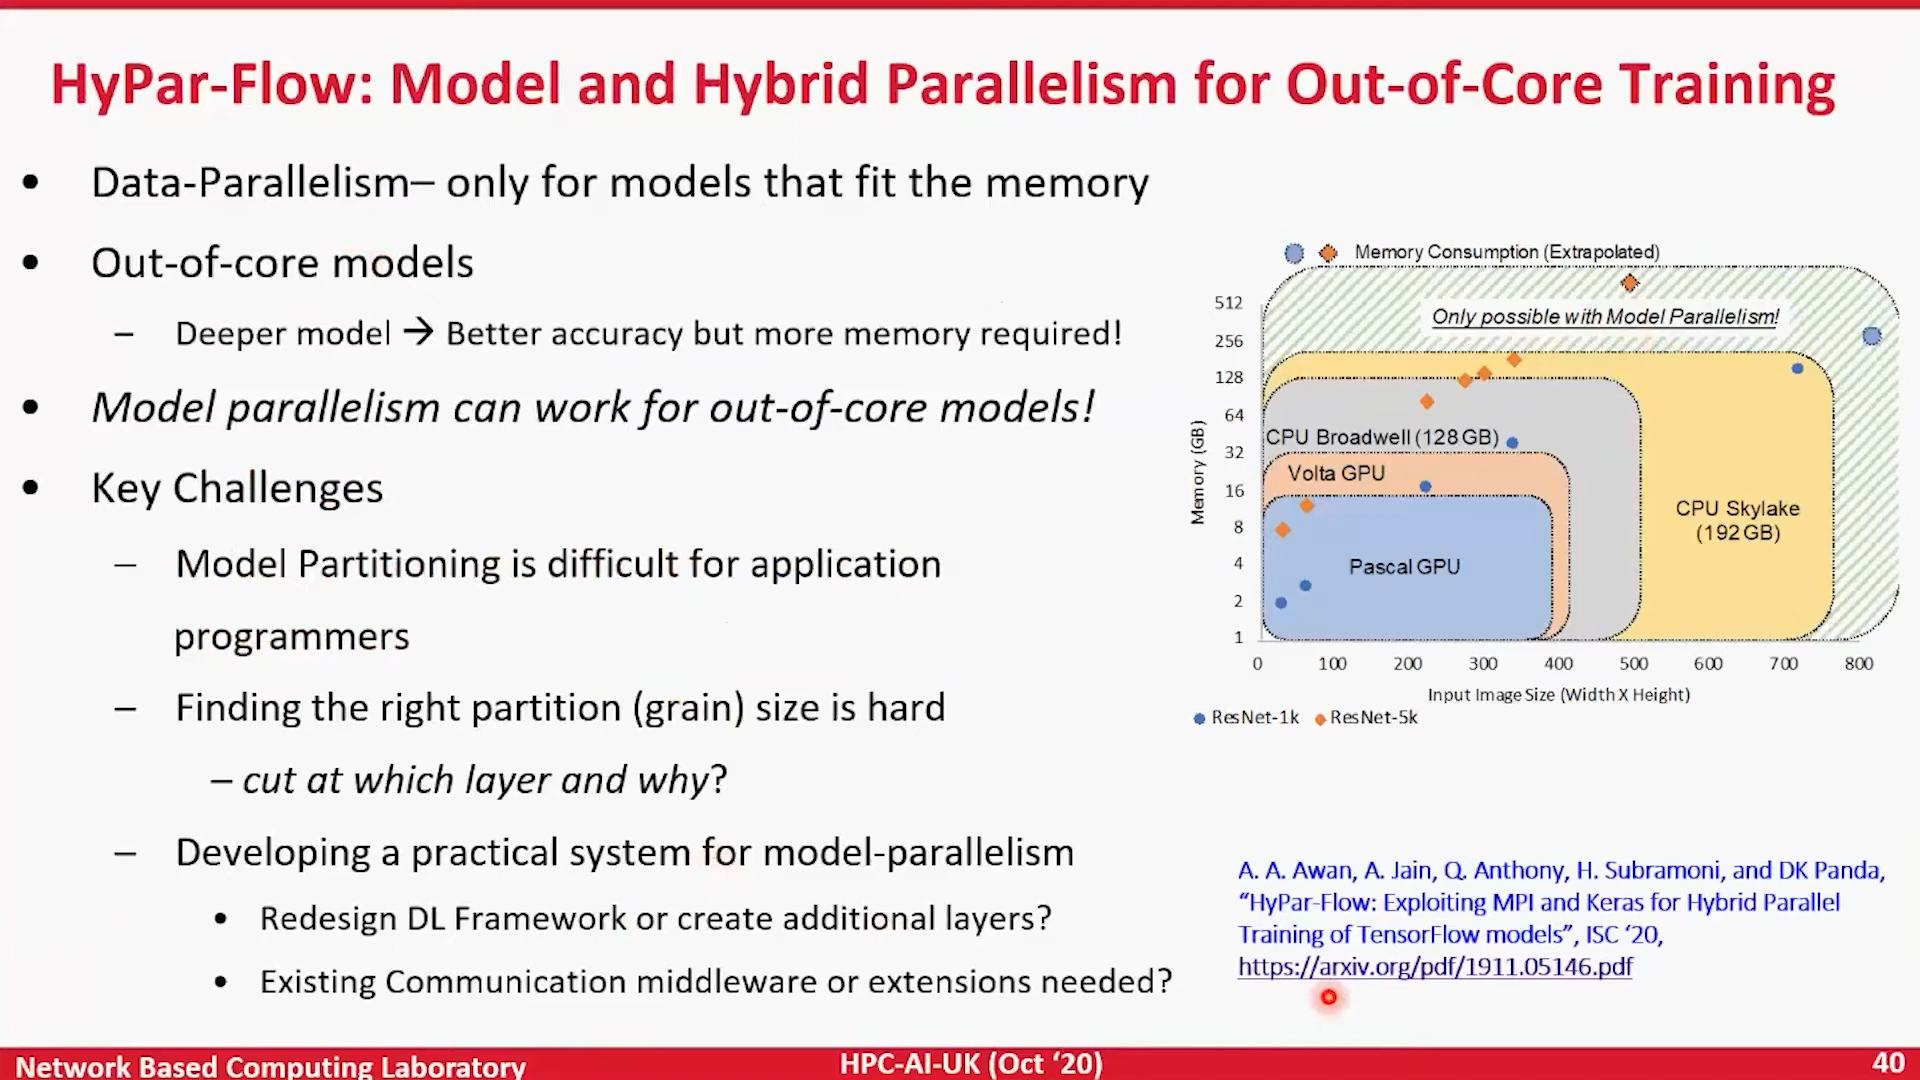 HyPar-Flow: Model and Hybrid Parallelism for Out-of-Core Training
• Data-Parallelism– only for models that fit the memory
• Out-of-core models
– Deeper model → Better accuracy but more memory required!
• Model parallelism can work for out-of-core models!
• Key Challenges
– Model Partitioning is difficult for application
programmers
– Finding the right partition (grain) size is hard
– cut at which layer and why?
– Developing a practical system for model-parallelism
• Redesign DL Framework or create additional layers?
• Existing Communication middleware or extensions needed?
Memory Consumption (Extrapolated)
Only possible with Model Parallelism!
512
256
128
64
32
16
8
4
2
1
Memory (GB)
CPU Broadwell (128 GB)
Volta GPU
Pascal GPU
CPU Skylake
(192 GB)
0 100 200 300 400 500 600 700 800
Input Image Size (Width X Height)
ResNet-1k ResNet-5k
A. A. Awan, A. Jain, Q. Anthony, H. Subramoni, and DK Panda,
“HyPar-Flow: Exploiting MPI and Keras for Hybrid Parallel
Training of TensorFlow models”, ISC ‘20,
https://arxiv.org/pdf/1911.05146.pdf
Network Based Computing Laboratory
HPC-AI-UK (Oct ‘20)
40